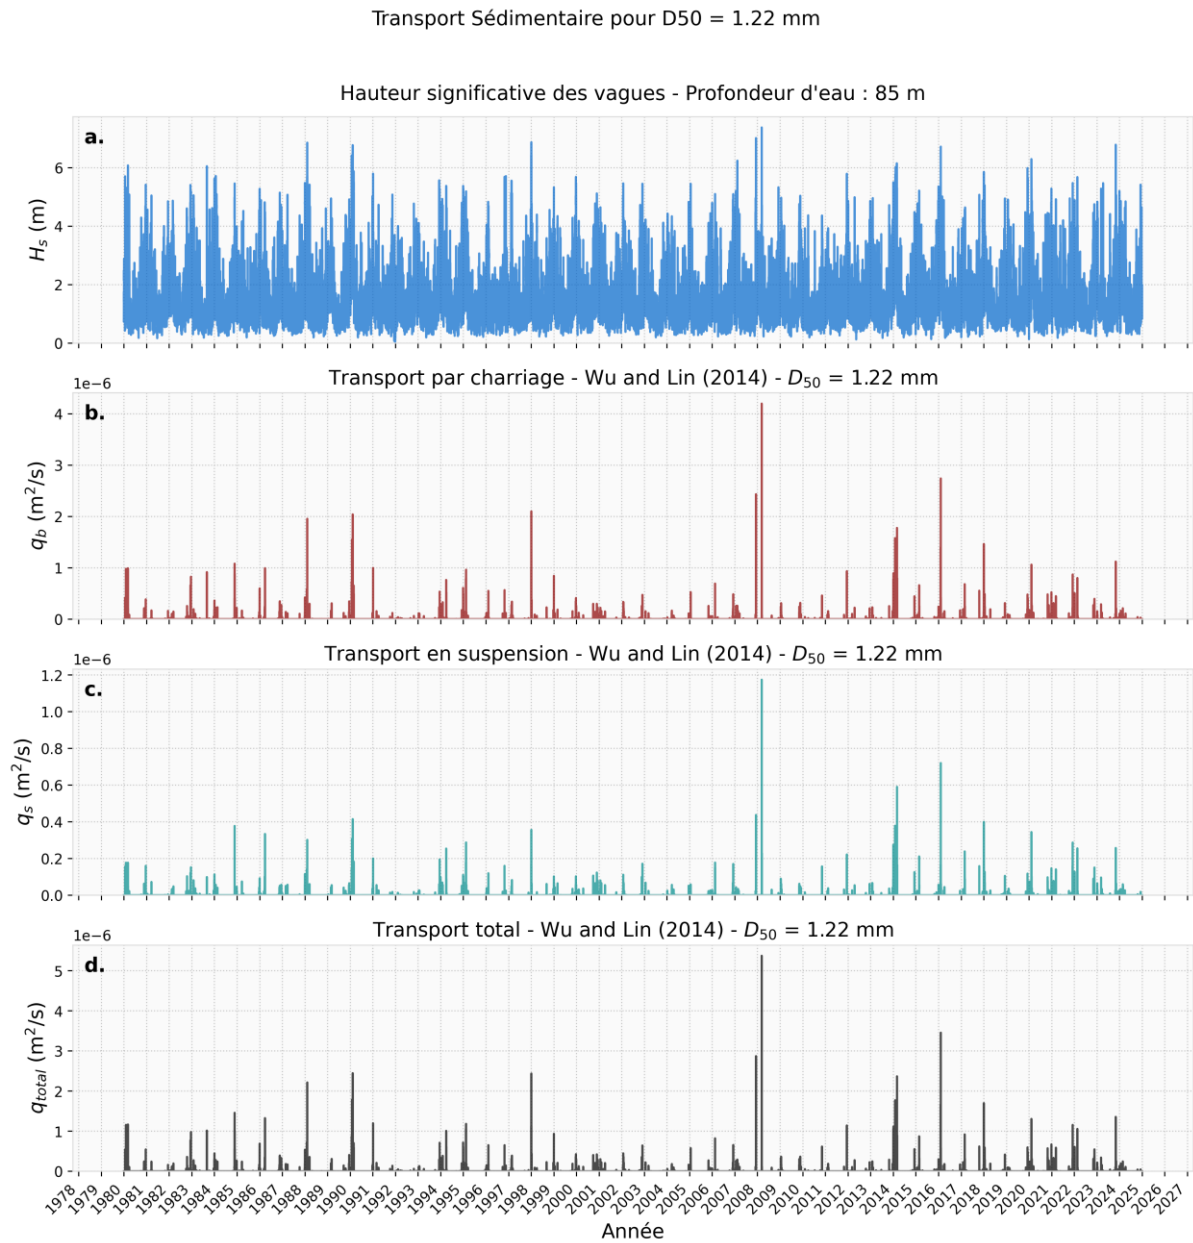 Transport Sédimentaire pour D50 = 1.22 mm
Hauteur significative des vagues - Profondeur d'eau : 85 m
a.
6
4
2
0
H_s (m)
1e−6
Transport par charriage - Wu and Lin (2014) - D_50 = 1.22 mm
b.
4
3
2
1
0
q_b (m²/s)
1e−6
Transport en suspension - Wu and Lin (2014) - D_50 = 1.22 mm
c.
1.2
1.0
0.8
0.6
0.4
0.2
0.0
q_s (m²/s)
1e−6
Transport total - Wu and Lin (2014) - D_50 = 1.22 mm
d.
5
4
3
2
1
0
q_total (m²/s)
1978 1979 1980 1981 1982 1983 1984 1985 1986 1987 1988 1989 1990 1991 1992 1993 1994 1995 1996 1997 1998 1999 2000 2001 2002 2003 2004 2005 2006 2007 2008 2009 2010 2011 2012 2013 2014 2015 2016 2017 2018 2019 2020 2021 2022 2023 2024 2025 2026 2027
Année